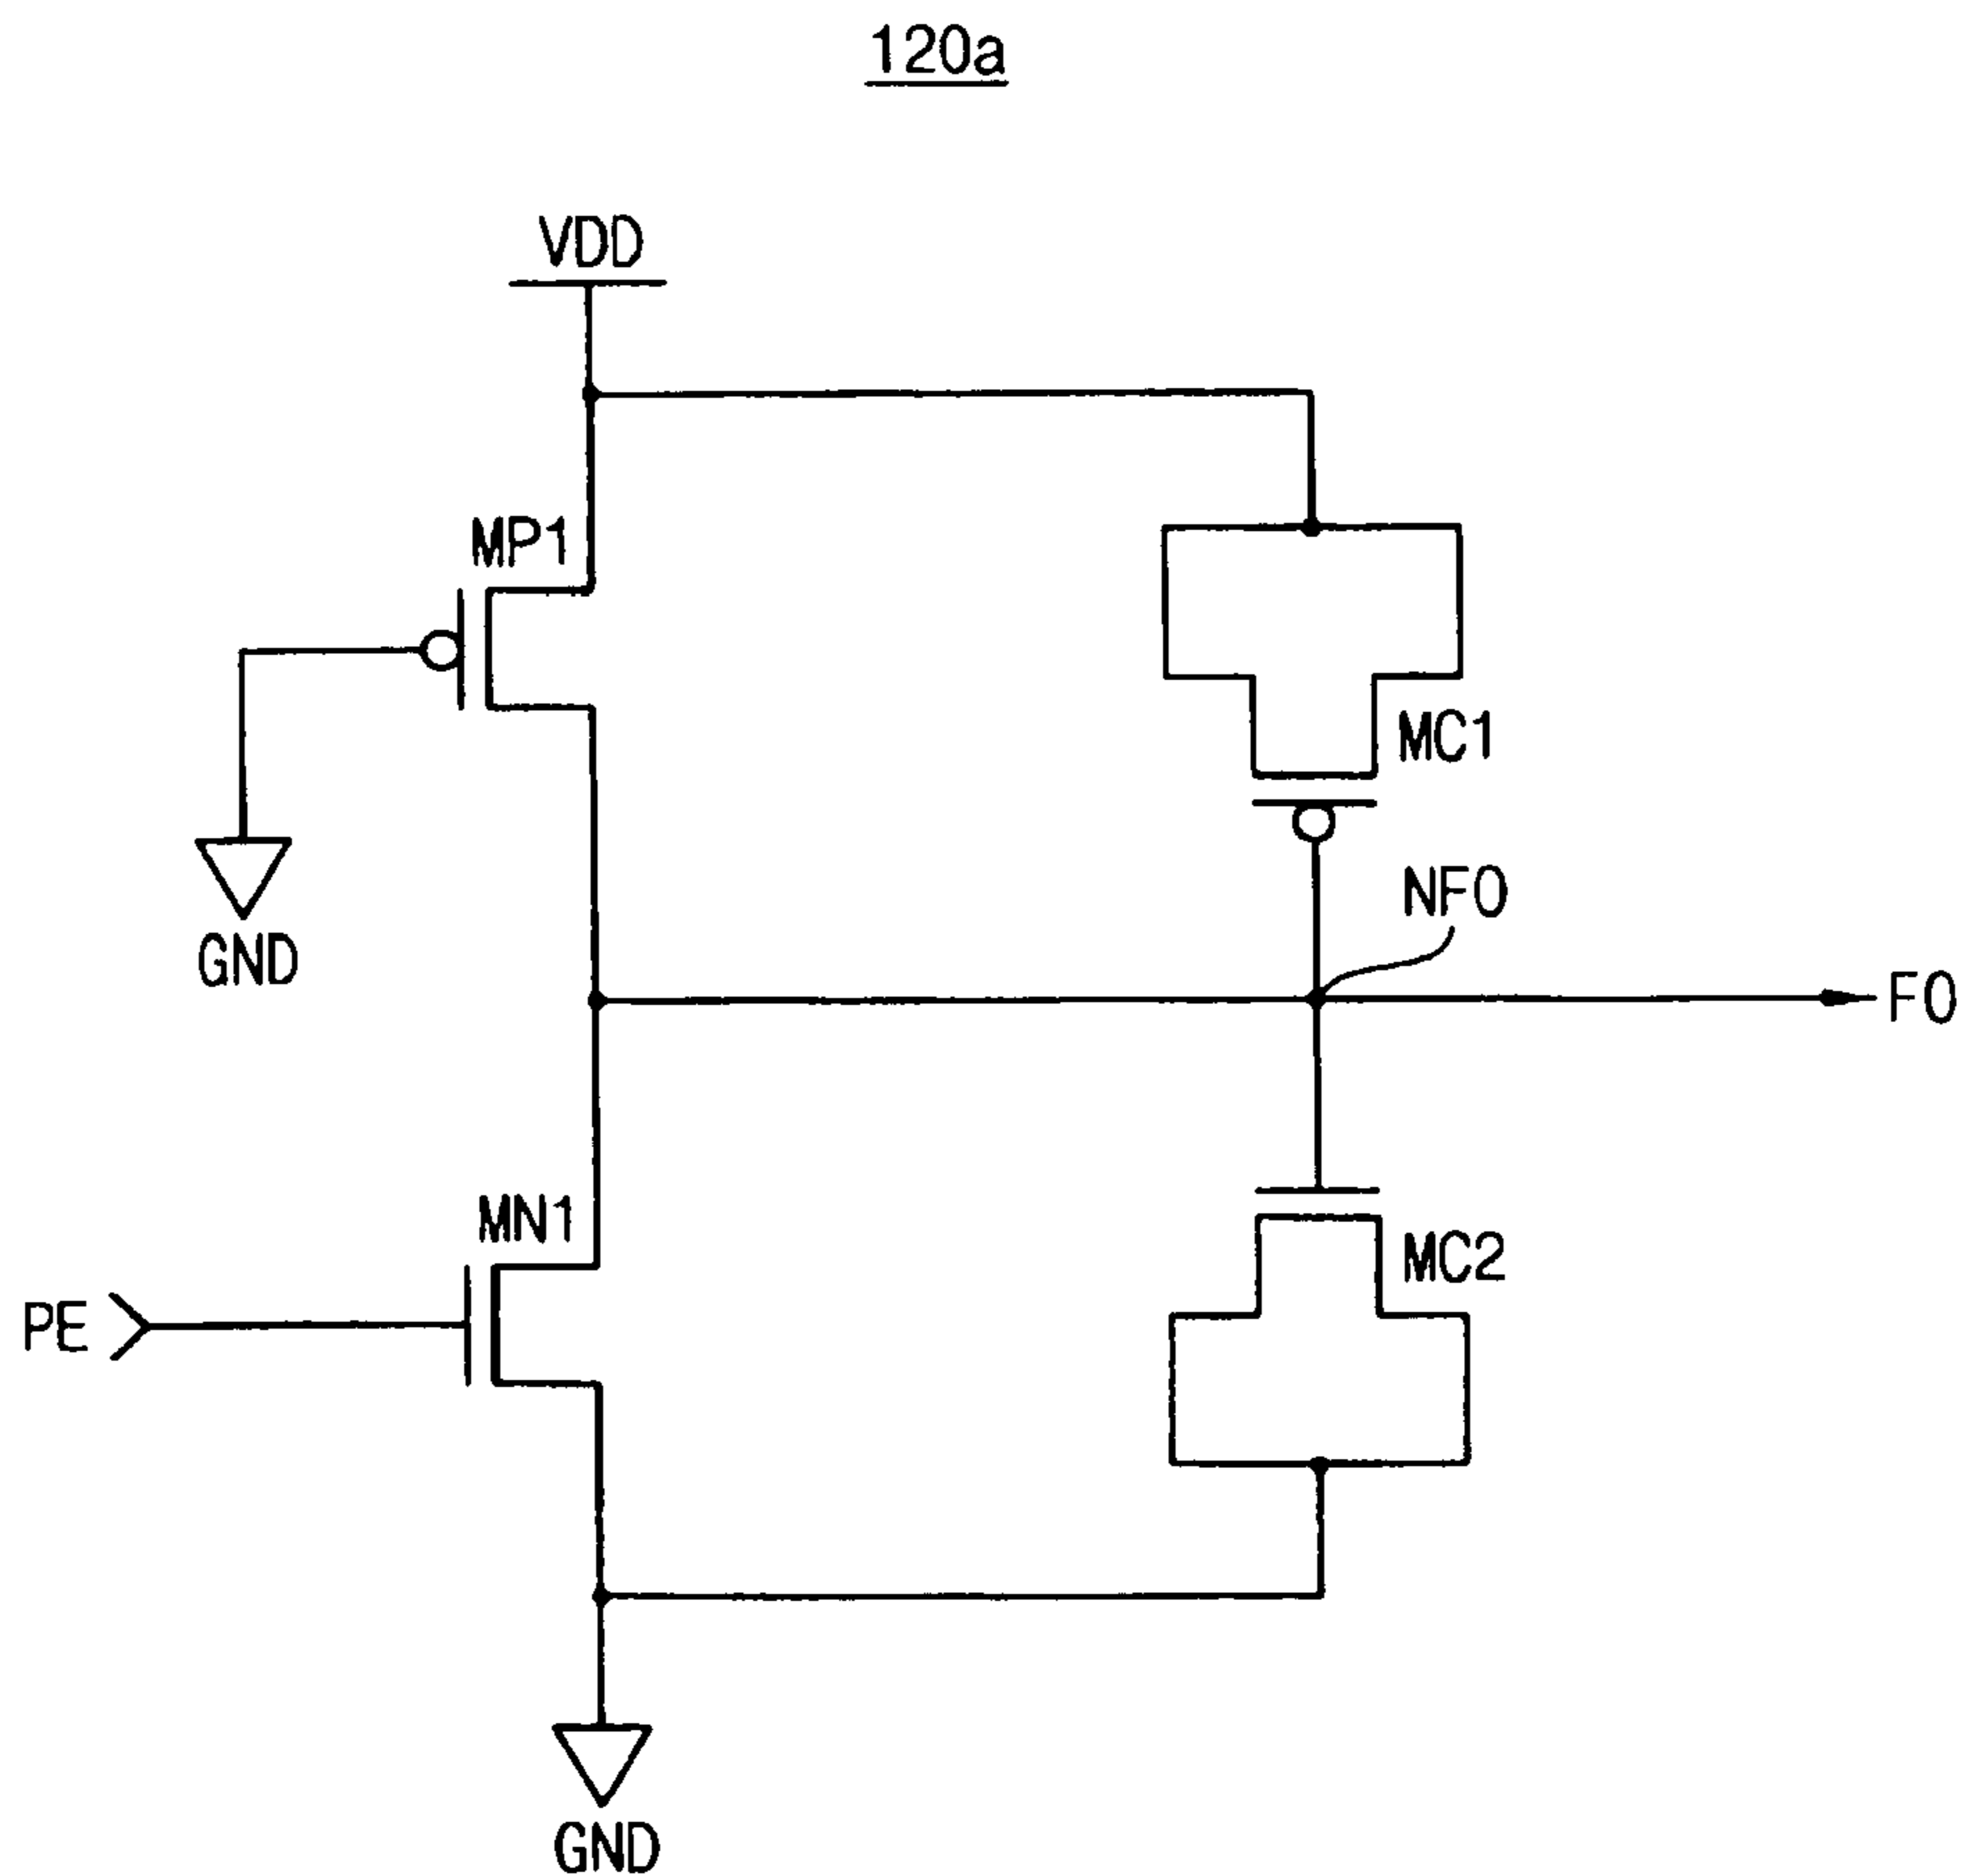 120a
VDD
MP1
MC1
NFO
GND
FO
MN1
MC2
PE
GND